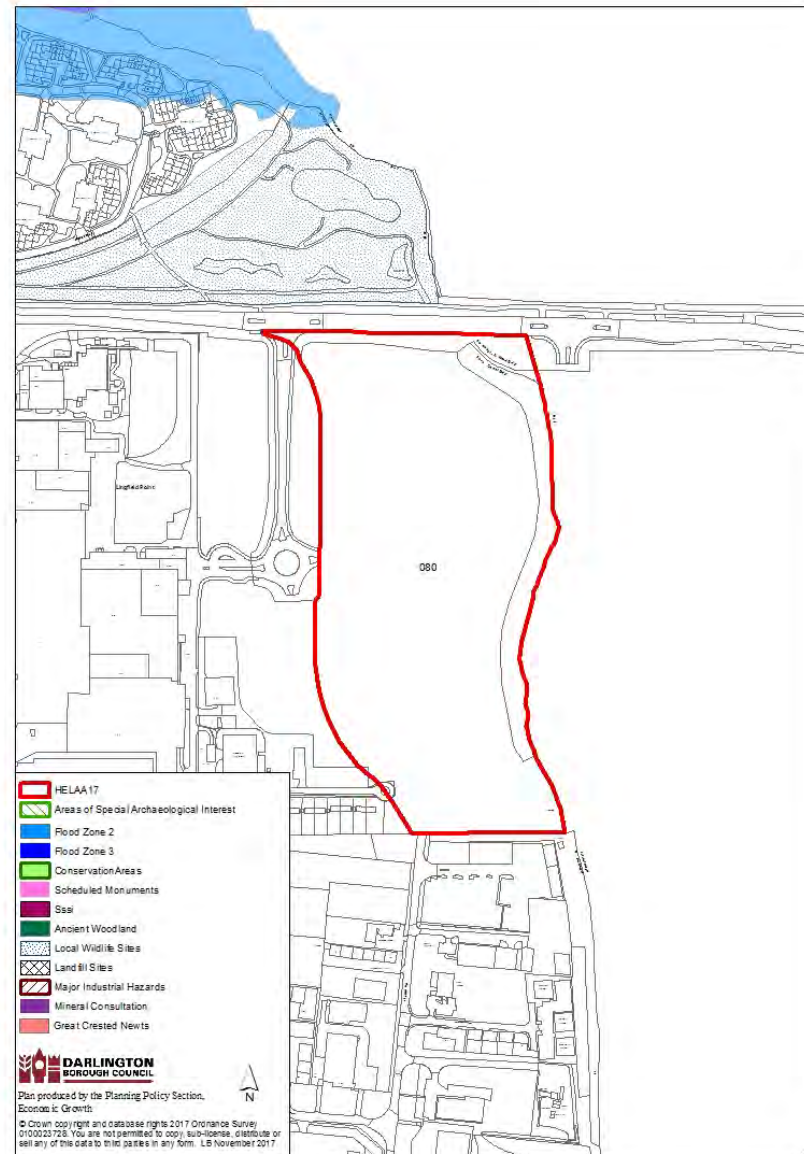 Lingfield Point
080
HELAA17
Areas of Special Archaeological Interest
Flood Zone 2
Flood Zone 3
ConservationAreas
Scheduled Monuments
Sssi
Ancient Woodland
Local Wildlife Sites
Landfill Sites
Major Industrial Hazards
Mineral Consultation
Great Crested Newts
DARLINGTON
BOROUGH COUNCIL
N
Plan produced by the Planning Policy Section,
Economic Growth
© Crown copyright and database rights 2017 Ordnance Survey
0100023728. You are not permitted to copy, sub-license, distribute or
sell any of this data to third parties in any form. LB November 2017